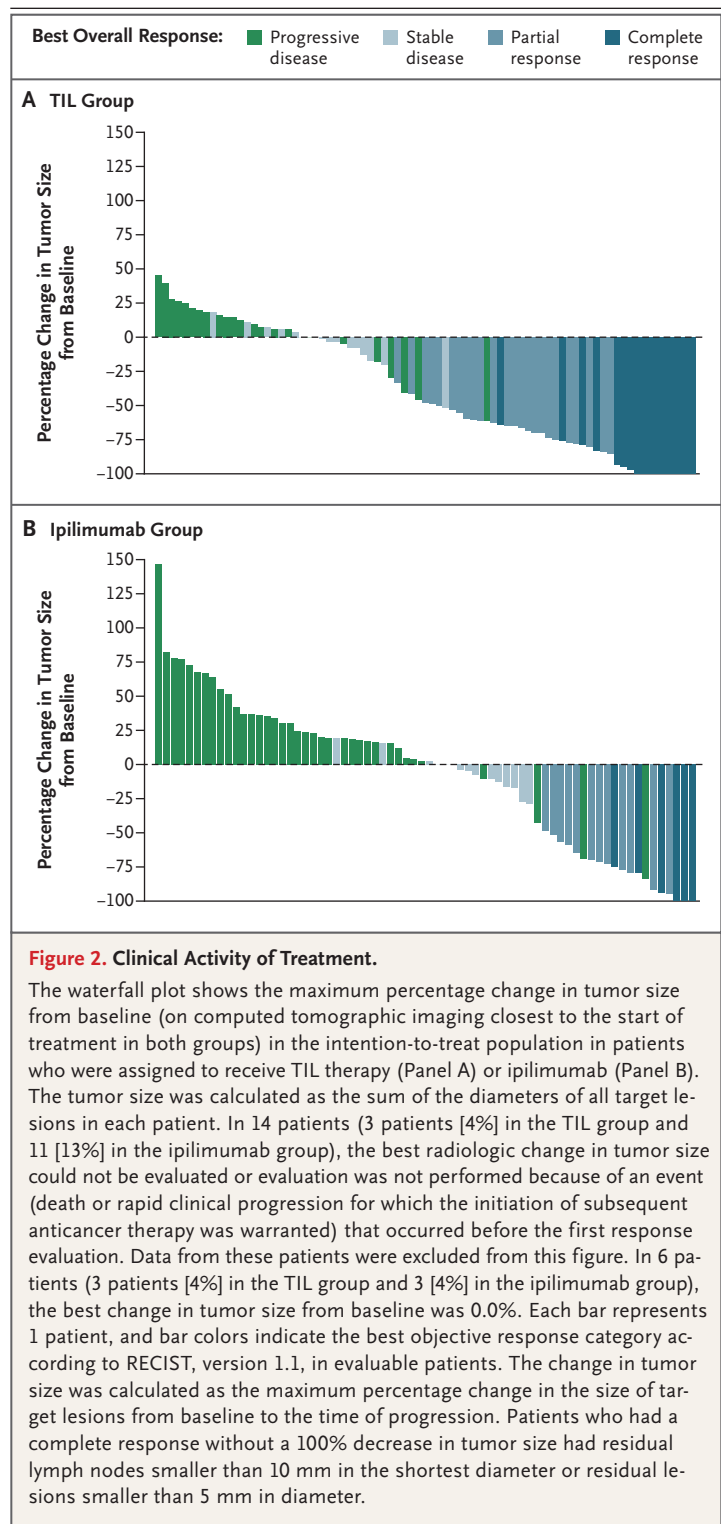 Best Overall Response:
Progressive disease
Stable disease
Partial response
Complete response
A TIL Group
Percentage Change in Tumor Size
from Baseline
150
125
100
75
50
25
0
−25
−50
−75
−100
B Ipilimumab Group
Percentage Change in Tumor Size
from Baseline
150
125
100
75
50
25
0
−25
−50
−75
−100
Figure 2. Clinical Activity of Treatment.
The waterfall plot shows the maximum percentage change in tumor size
from baseline (on computed tomographic imaging closest to the start of
treatment in both groups) in the intention-to-treat population in patients
who were assigned to receive TIL therapy (Panel A) or ipilimumab (Panel B).
The tumor size was calculated as the sum of the diameters of all target le-
sions in each patient. In 14 patients (3 patients [4%] in the TIL group and
11 [13%] in the ipilimumab group), the best radiologic change in tumor size
could not be evaluated or evaluation was not performed because of an event
(death or rapid clinical progression for which the initiation of subsequent
anticancer therapy was warranted) that occurred before the first response
evaluation. Data from these patients were excluded from this figure. In 6 pa-
tients (3 patients [4%] in the TIL group and 3 [4%] in the ipilimumab group),
the best change in tumor size from baseline was 0.0%. Each bar represents
1 patient, and bar colors indicate the best objective response category ac-
cording to RECIST, version 1.1, in evaluable patients. The change in tumor
size was calculated as the maximum percentage change in the size of tar-
get lesions from baseline to the time of progression. Patients who had a
complete response without a 100% decrease in tumor size had residual
lymph nodes smaller than 10 mm in the shortest diameter or residual le-
sions smaller than 5 mm in diameter.